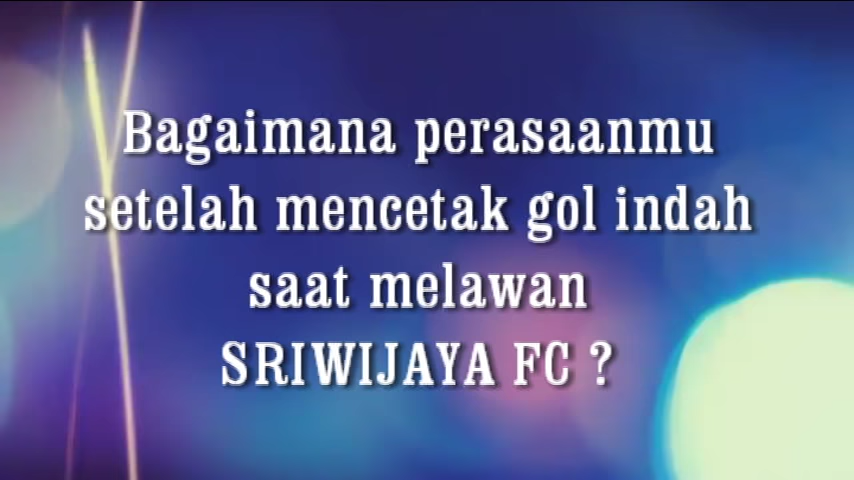 Bagaimana perasaanmu
setelah mencetak gol indah
saat melawan
SRIWIJAYA FC ?